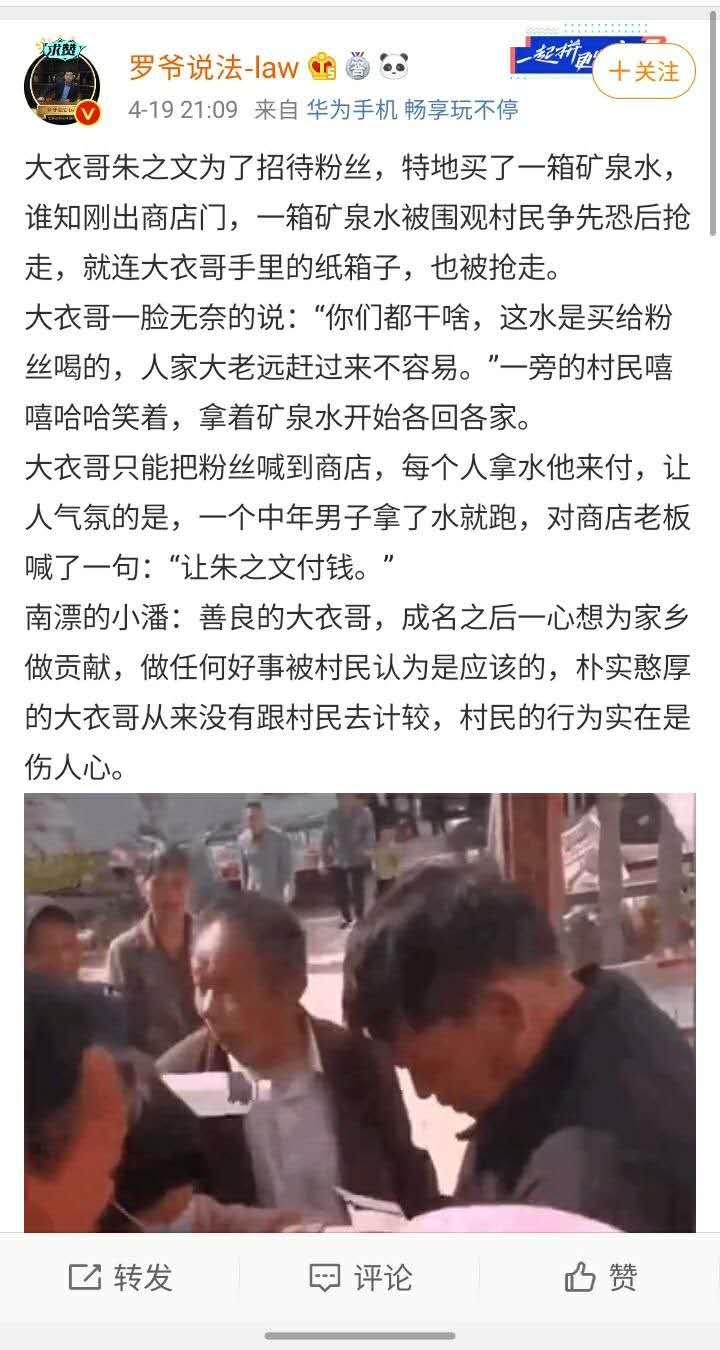 求赞
罗爷说法-law
一起拼
+关注
4-19 21:09 来自 华为手机 畅享玩不停
大衣哥朱之文为了招待粉丝，特地买了一箱矿泉水，
谁知刚出商店门，一箱矿泉水被围观村民争先恐后抢
走，就连大衣哥手里的纸箱子，也被抢走。
大衣哥一脸无奈的说：“你们都干啥，这水是买给粉
丝喝的，人家大老远赶过来不容易。”一旁的村民嘻
嘻哈哈笑着，拿着矿泉水开始各回各家。
大衣哥只能把粉丝喊到商店，每个人拿水他来付，让
人气氛的是，一个中年男子拿了水就跑，对商店老板
喊了一句：“让朱之文付钱。”
南漂的小潘：善良的大衣哥，成名之后一心想为家乡
做贡献，做任何好事被村民认为是应该的，朴实憨厚
的大衣哥从来没有跟村民去计较，村民的行为实在是
伤人心。
转发 评论 赞